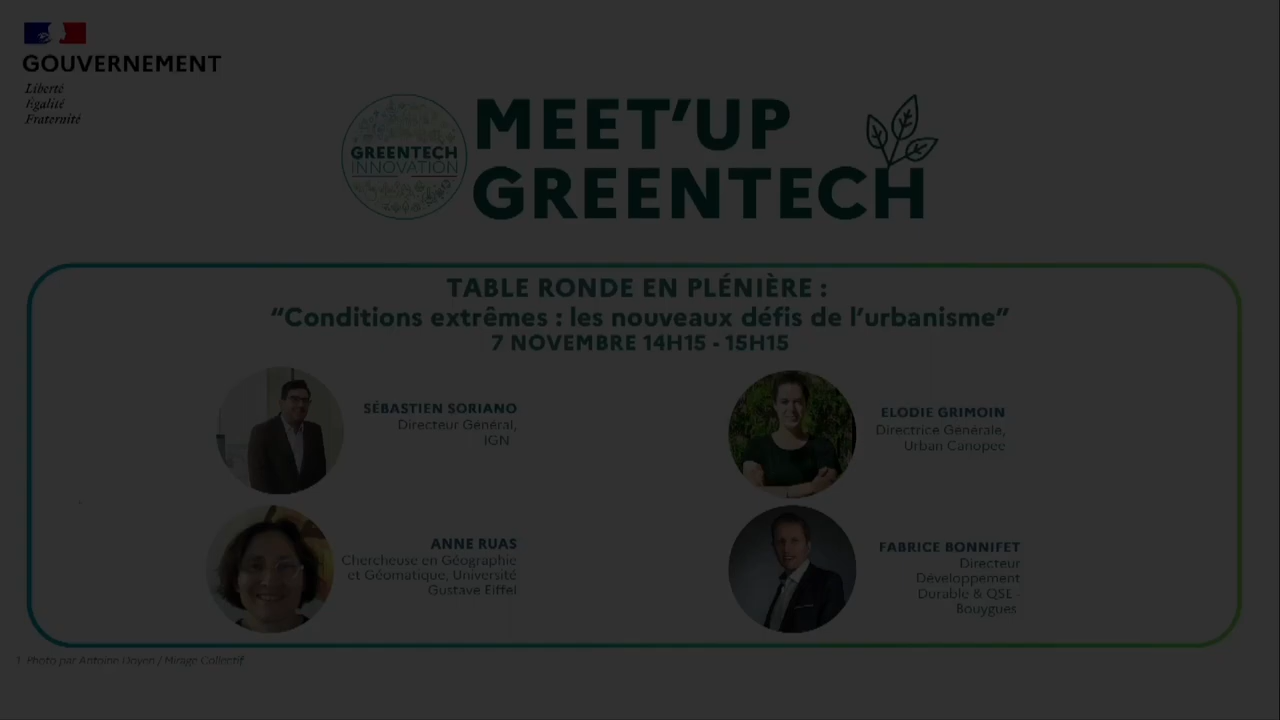 GOUVERNEMENT
Liberté
Égalité
Fraternité
GREENTECH
INNOVATION
MEET’UP
GREENTECH
TABLE RONDE EN PLÉNIÈRE :
“Conditions extrêmes : les nouveaux défis de l’urbanisme”
7 NOVEMBRE 14H15 - 15H15
SÉBASTIEN SORIANO
Directeur Général,
IGN
ELODIE GRIMOIN
Directrice Générale,
Urban Canopee
ANNE RUAS
Chercheuse en Géographie
et Géomatique, Université
Gustave Eiffel
FABRICE BONNIFET
Directeur
Développement
Durable & QSE -
Bouygues
1 Photo par Antoine Doyen / Mirage Collectif